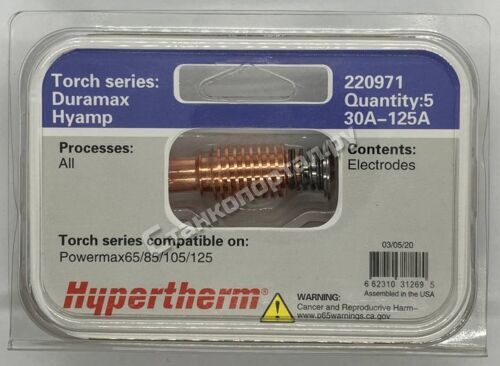 Torch series:
Duramax
Hyamp
220971
Quantity:5
30A-125A
Processes:
All
Contents:
Electrodes
Станкопортал.ру
Torch series compatible on:
Powermax65/85/105/125
03/05/20
6 62310 31269 5
Assembled in the USA
Hypertherm®
WARNING:
Cancer and Reproductive Harm-
www.p65warnings.ca.gov